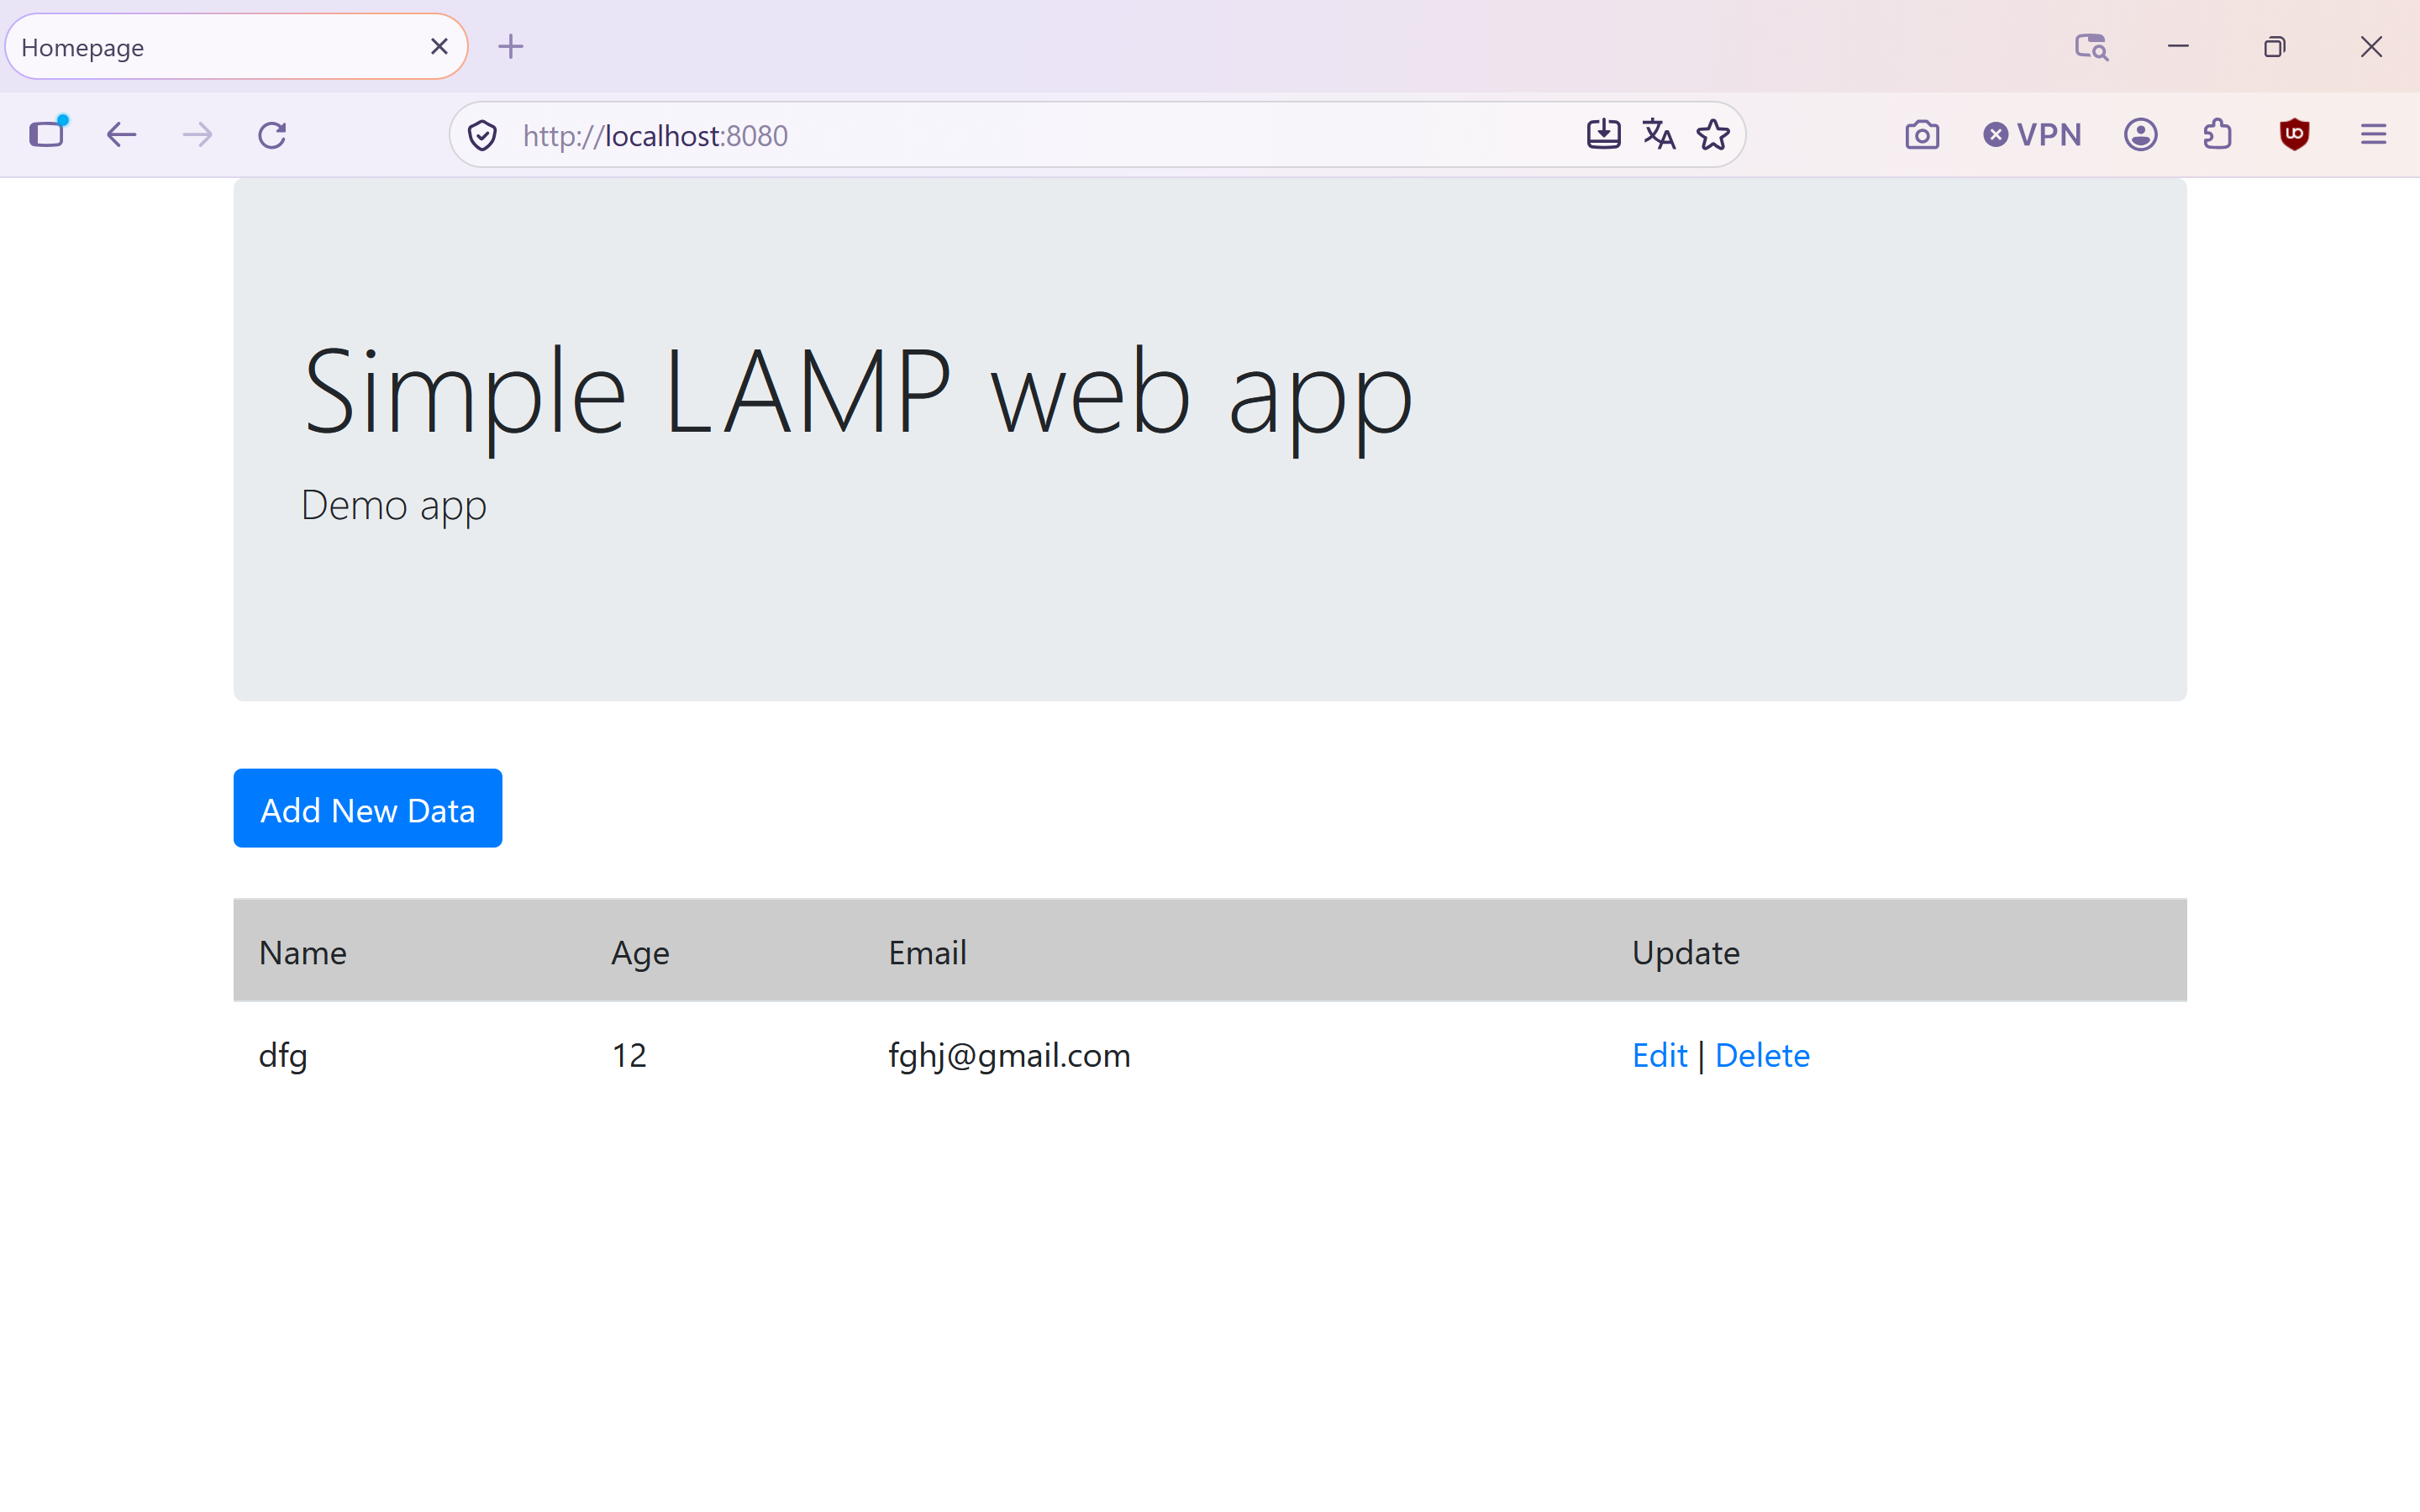 Homepage
http://localhost:8080
VPN
Simple LAMP web app
Demo app
Add New Data
Name Age Email Update
dfg 12 fghj@gmail.com Edit | Delete